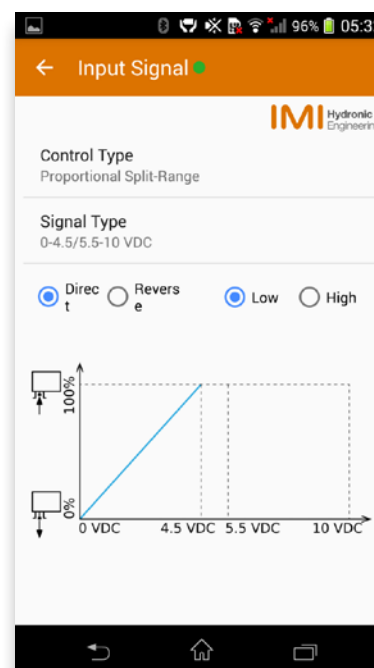 96% 05:3
Input Signal
IMI Hydronic
Engineerin
Control Type
Proportional Split-Range
Signal Type
0-4.5/5.5-10 VDC
Direc
t
Revers
e
Low
High
100%
0%
0 VDC 4.5 VDC 5.5 VDC 10 VDC